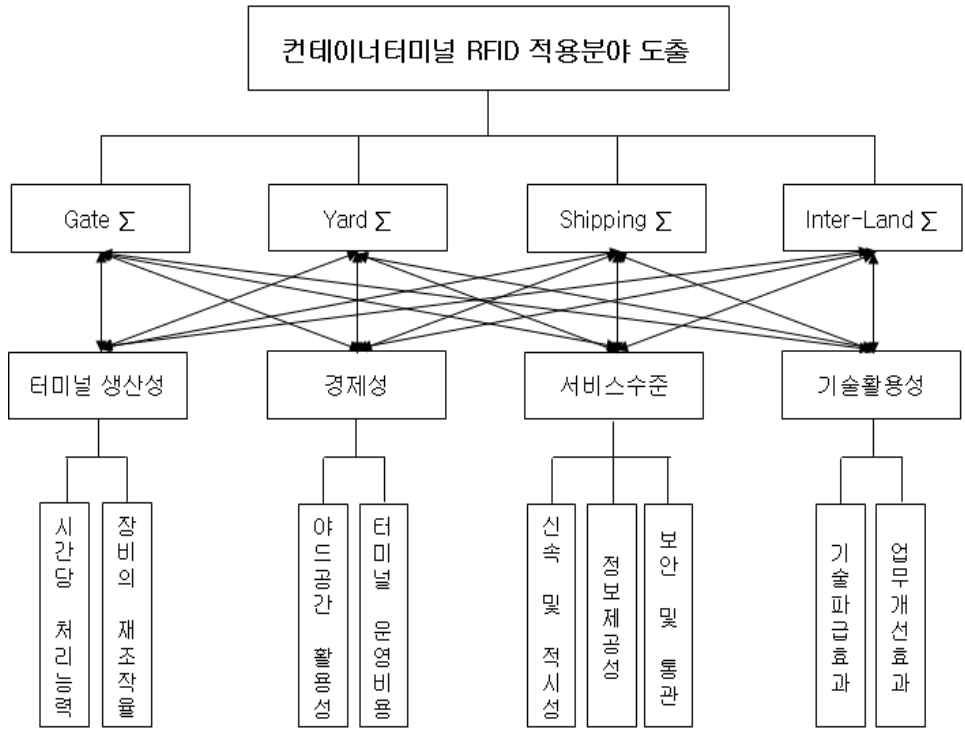 컨테이너터미널 RFID 적용분야 도출
Gate ∑
Yard ∑
Shipping ∑
Inter-Land ∑
터미널 생산성
경제성
서비스수준
기술활용성
시간당 처리능력
장비의 재조작율
야드공간 활용성
터미널 운영비용
신속 및 적시성
정보제공성
보안 및 통관
기술파급효과
업무개선효과